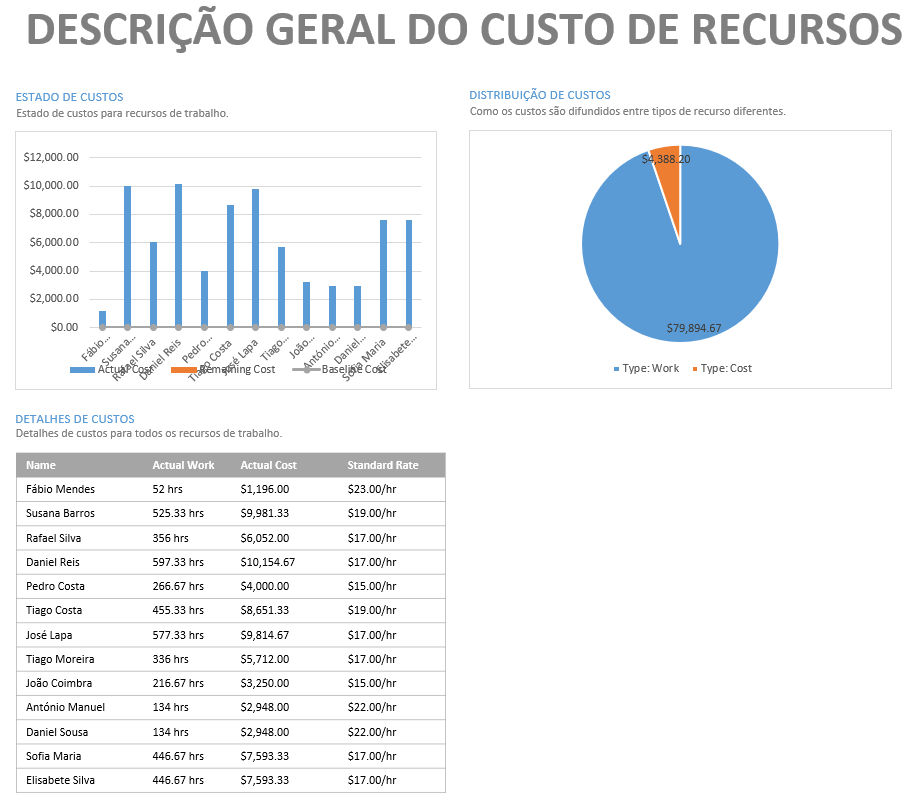 DESCRIÇÃO GERAL DO CUSTO DE RECURSOS
ESTADO DE CUSTOS
Estado de custos para recursos de trabalho.
$12,000.00
$10,000.00
$8,000.00
$6,000.00
$4,000.00
$2,000.00
$0.00
Fábio...
Susana...
Rafael Silva
Daniel Reis
Pedro...
Tiago Costa
José Lapa
Tiago...
João...
António...
Daniel...
Sofia Maria
Elisabete...
Actual Cost Remaining Cost Baseline Cost
DISTRIBUIÇÃO DE CUSTOS
Como os custos são difundidos entre tipos de recurso diferentes.
$4,388.20
$79,894.67
Type: Work Type: Cost
DETALHES DE CUSTOS
Detalhes de custos para todos os recursos de trabalho.
Name Actual Work Actual Cost Standard Rate
Fábio Mendes 52 hrs $1,196.00 $23.00/hr
Susana Barros 525.33 hrs $9,981.33 $19.00/hr
Rafael Silva 356 hrs $6,052.00 $17.00/hr
Daniel Reis 597.33 hrs $10,154.67 $17.00/hr
Pedro Costa 266.67 hrs $4,000.00 $15.00/hr
Tiago Costa 455.33 hrs $8,651.33 $19.00/hr
José Lapa 577.33 hrs $9,814.67 $17.00/hr
Tiago Moreira 336 hrs $5,712.00 $17.00/hr
João Coimbra 216.67 hrs $3,250.00 $15.00/hr
António Manuel 134 hrs $2,948.00 $22.00/hr
Daniel Sousa 134 hrs $2,948.00 $22.00/hr
Sofia Maria 446.67 hrs $7,593.33 $17.00/hr
Elisabete Silva 446.67 hrs $7,593.33 $17.00/hr